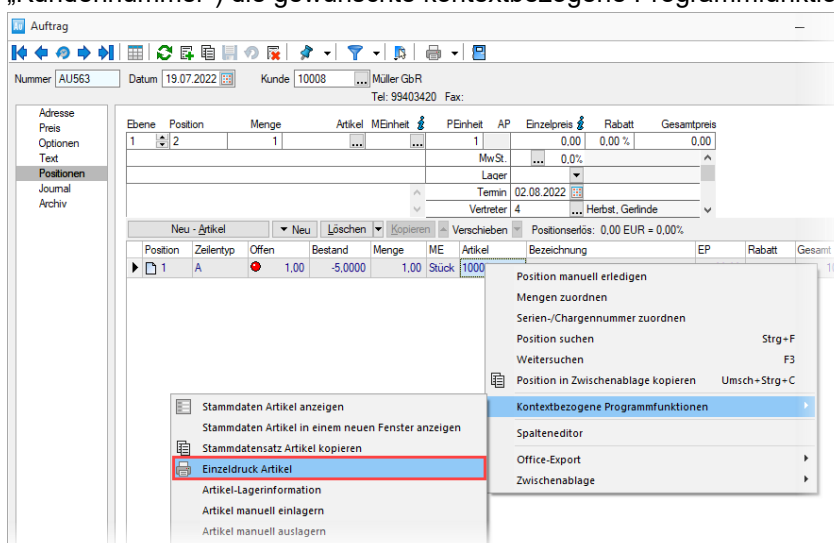 „Kundennummer“) die gewünschte kontextbezogene Programmfunktio
Au Auftrag
Nummer AU563 Datum 19.07.2022 Kunde 10008 ... Müller GbR
Tel: 99403420 Fax:
Adresse
Preis
Optionen
Text
Positionen
Journal
Archiv
Ebene Position Menge Artikel MEinheit PEinheit AP Einzelpreis Rabatt Gesamtpreis
1 2 1 ... ... 1 0,00 0,00 % 0,00
MwSt. ... 0,0%
Lager
Termin 02.08.2022
Vertreter 4 ... Herbst, Gerlinde
Neu - Artikel Neu Löschen Kopieren Verschieben Positionserlös: 0,00 EUR = 0,00%
Position Zeilentyp Offen Bestand Menge ME Artikel Bezeichnung EP Rabatt Gesamt
1 A 1,00 -5,0000 1,00 Stück 1000
Position manuell erledigen
Mengen zuordnen
Serien-/Chargennummer zuordnen
Position suchen Strg+F
Weitersuchen F3
Position in Zwischenablage kopieren Umsch+Strg+C
Kontextbezogene Programmfunktionen
Spalteneditor
Office-Export
Zwischenablage
Stammdaten Artikel anzeigen
Stammdaten Artikel in einem neuen Fenster anzeigen
Stammdatensatz Artikel kopieren
Einzeldruck Artikel
Artikel-Lagerinformation
Artikel manuell einlagern
Artikel manuell auslagern